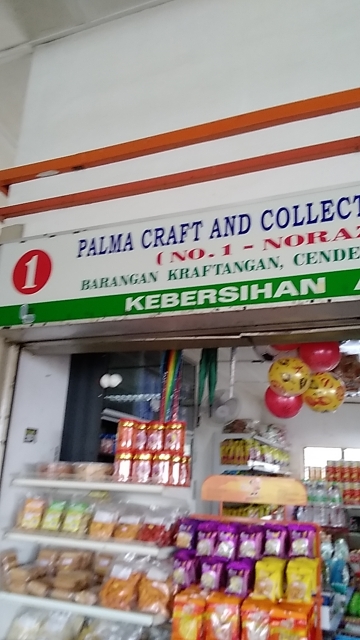 1
PALMA CRAFT AND COLLECT
( NO. 1 - NORA
BARANGAN KRAFTANGAN, CENDE
KEBERSIHAN